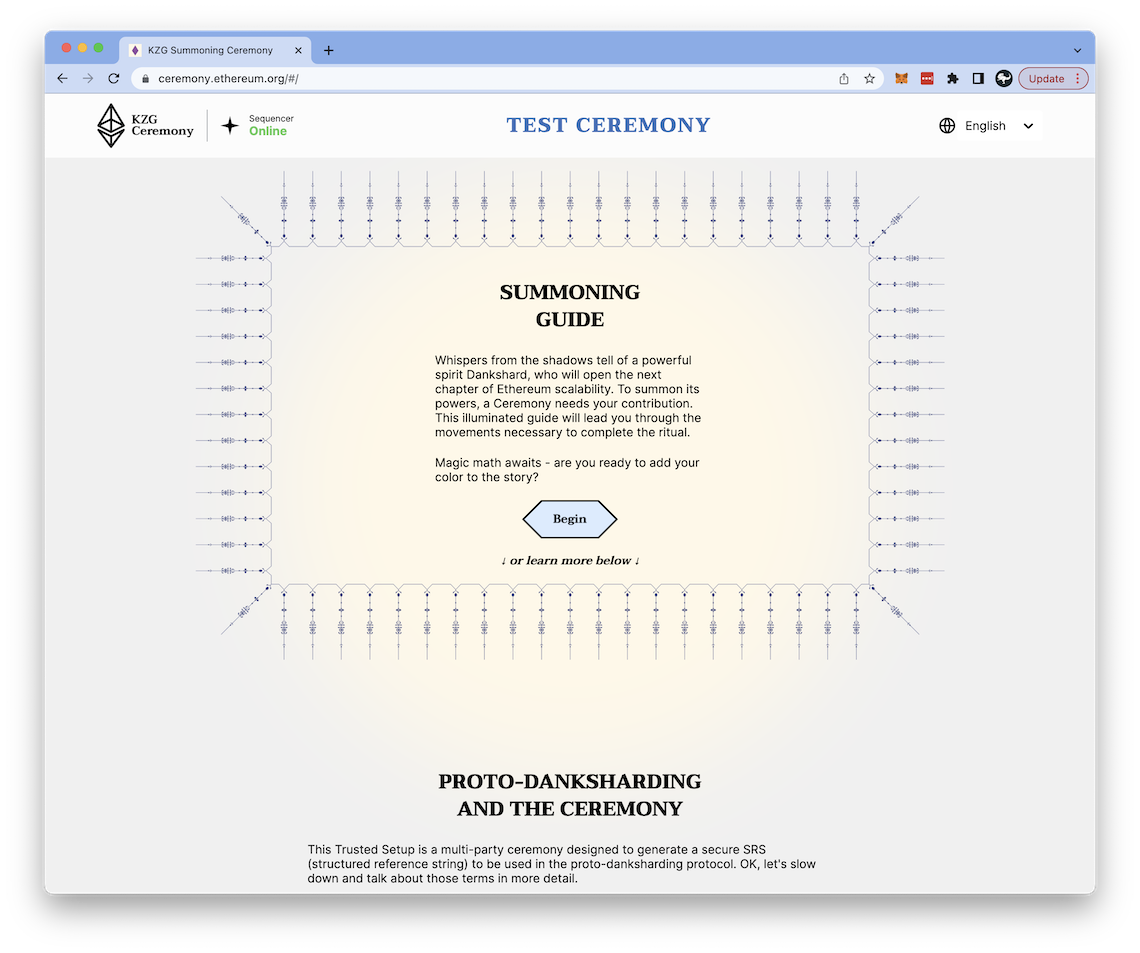 KZG Summoning Ceremony
ceremony.ethereum.org/#/
Update
KZG
Ceremony
Sequencer
Online
TEST CEREMONY
English
SUMMONING
GUIDE
Whispers from the shadows tell of a powerful
spirit Dankshard, who will open the next
chapter of Ethereum scalability. To summon its
powers, a Ceremony needs your contribution.
This illuminated guide will lead you through the
movements necessary to complete the ritual.
Magic math awaits - are you ready to add your
color to the story?
Begin
↓ or learn more below ↓
PROTO-DANKSHARDING
AND THE CEREMONY
This Trusted Setup is a multi-party ceremony designed to generate a secure SRS
(structured reference string) to be used in the proto-danksharding protocol. OK, let's slow
down and talk about those terms in more detail.